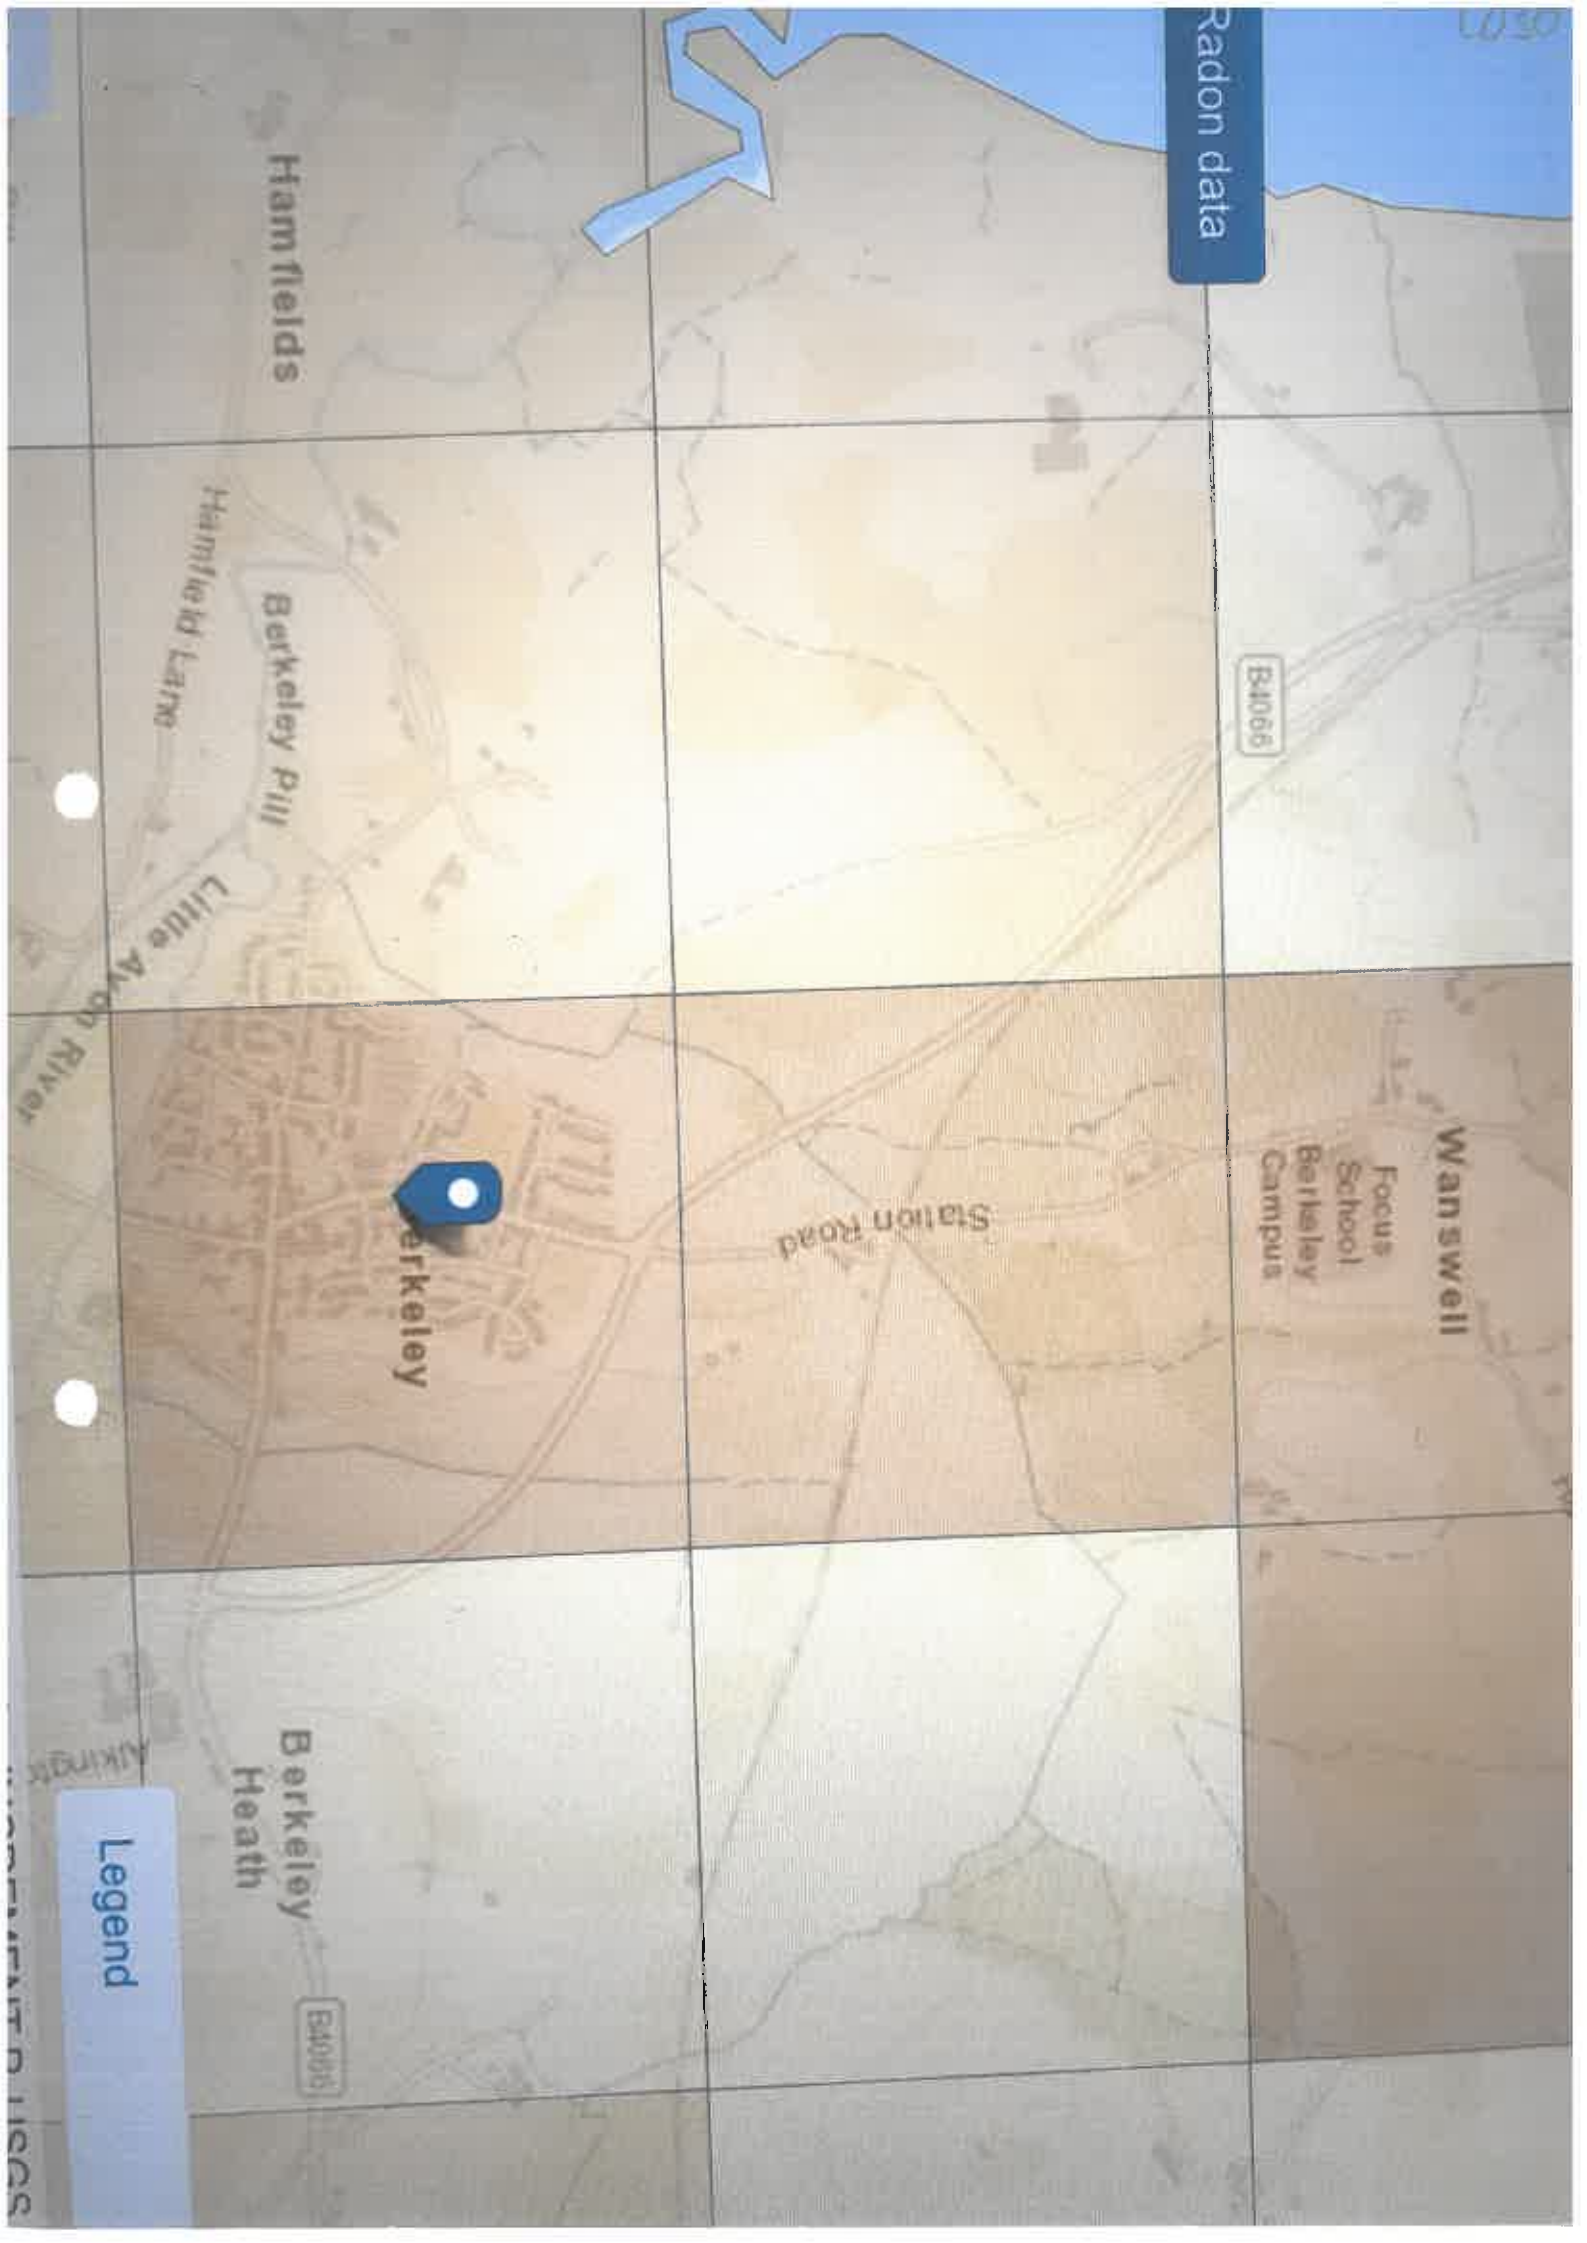 Radon data
Wanswell
Focus
School
Berkeley
Campus
B4066
Station Road
erkeley
Hamfields
Berkeley Pill
Hamfield Lane
Little Avon River
Berkeley
Heath
B4066
Legend